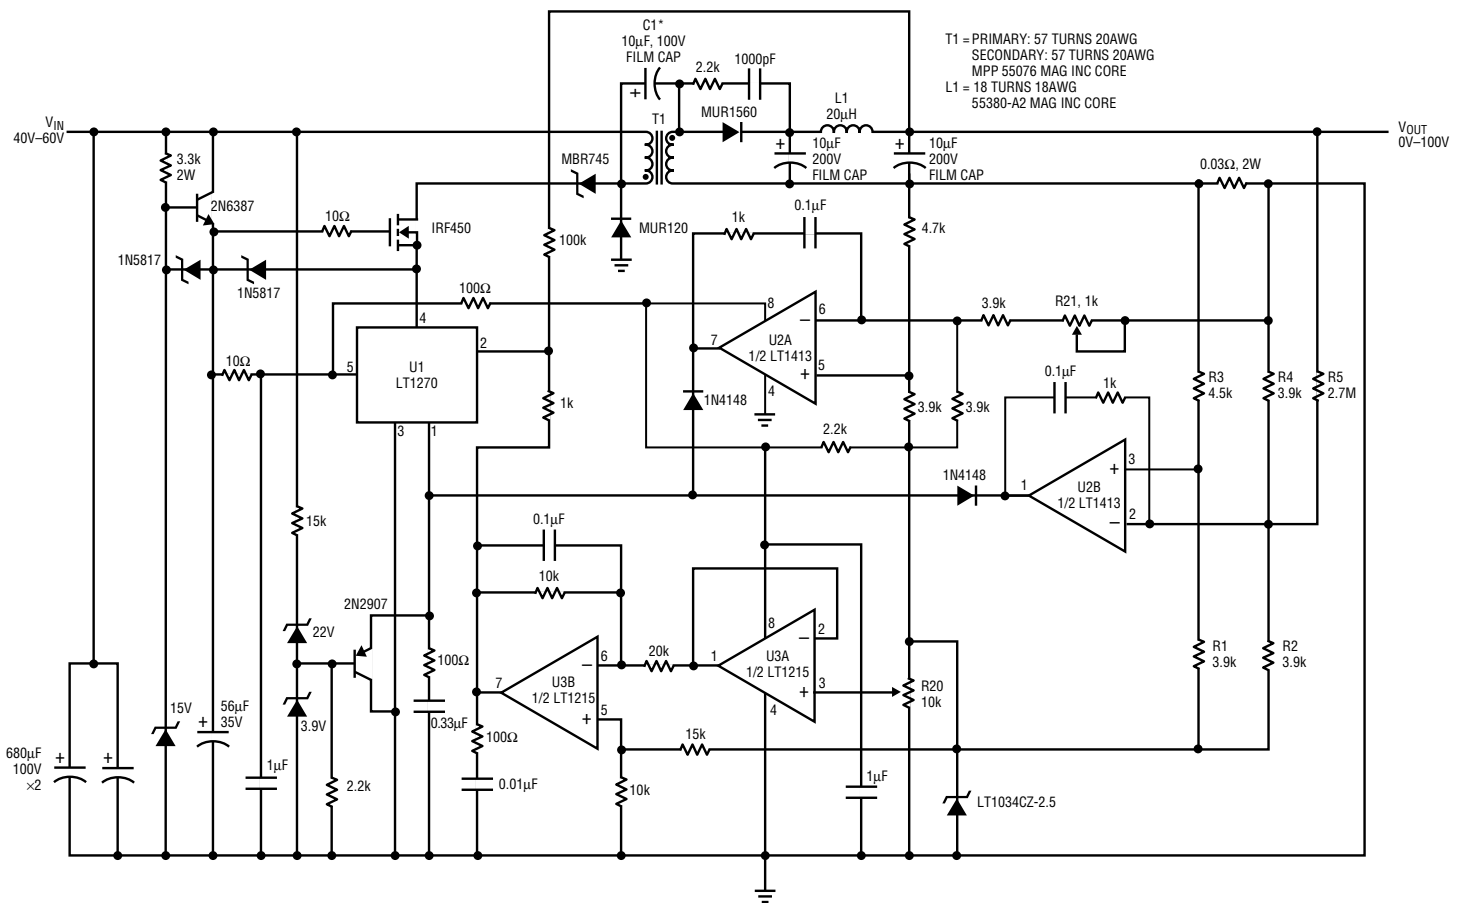 C1*
10µF, 100V
FILM CAP
2.2k
1000pF
T1 = PRIMARY: 57 TURNS 20AWG
SECONDARY: 57 TURNS 20AWG
MPP 55076 MAG INC CORE
L1 = 18 TURNS 18AWG
55380-A2 MAG INC CORE
+
MUR1560
L1
20µH
T1
VIN
40V–60V
VOUT
0V–100V
3.3k
2W
MBR745
+
10µF
200V
FILM CAP
+
10µF
200V
FILM CAP
0.03Ω, 2W
2N6387
10Ω
IRF450
100k
MUR120
1k
0.1µF
4.7k
1N5817
1N5817
100Ω
4
8
6
–
7
U2A
1/2 LT1413
+
5
4
3.9k
R21, 1k
2
U1
LT1270
5
10Ω
3
1
1k
1N4148
3.9k
3.9k
2.2k
R3
4.5k
R4
3.9k
R5
2.7M
0.1µF
1k
1N4148
1
+
3
U2B
1/2 LT1413
–
2
15k
0.1µF
10k
2N2907
22V
3.9V
100Ω
0.33µF
7
U3B
1/2 LT1215
–
6
+
5
20k
1
8
–
2
U3A
1/2 LT1215
+
3
4
R20
10k
R1
3.9k
R2
3.9k
15V
+
56µF
35V
1µF
2.2k
100Ω
0.01µF
15k
10k
1µF
LT1034CZ-2.5
680µF
100V
×2
+
+